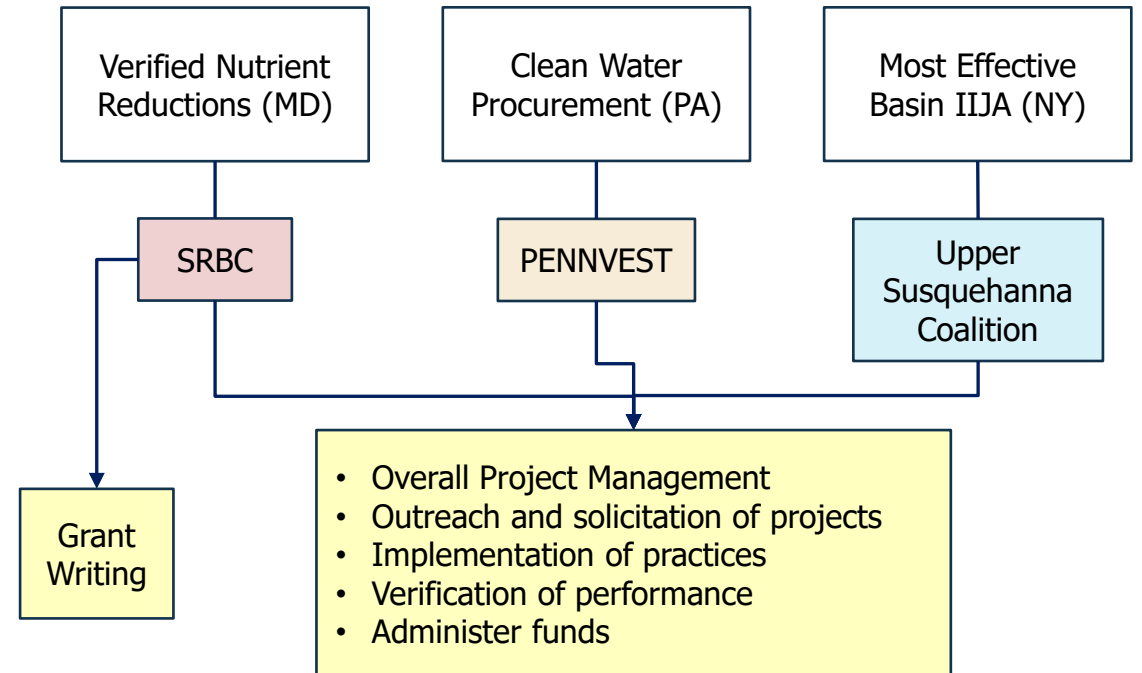 Verified Nutrient
Reductions (MD)
Clean Water
Procurement (PA)
Most Effective
Basin IIJA (NY)
SRBC
PENNVEST
Upper
Susquehanna
Coalition
Grant
Writing
• Overall Project Management
• Outreach and solicitation of projects
• Implementation of practices
• Verification of performance
• Administer funds